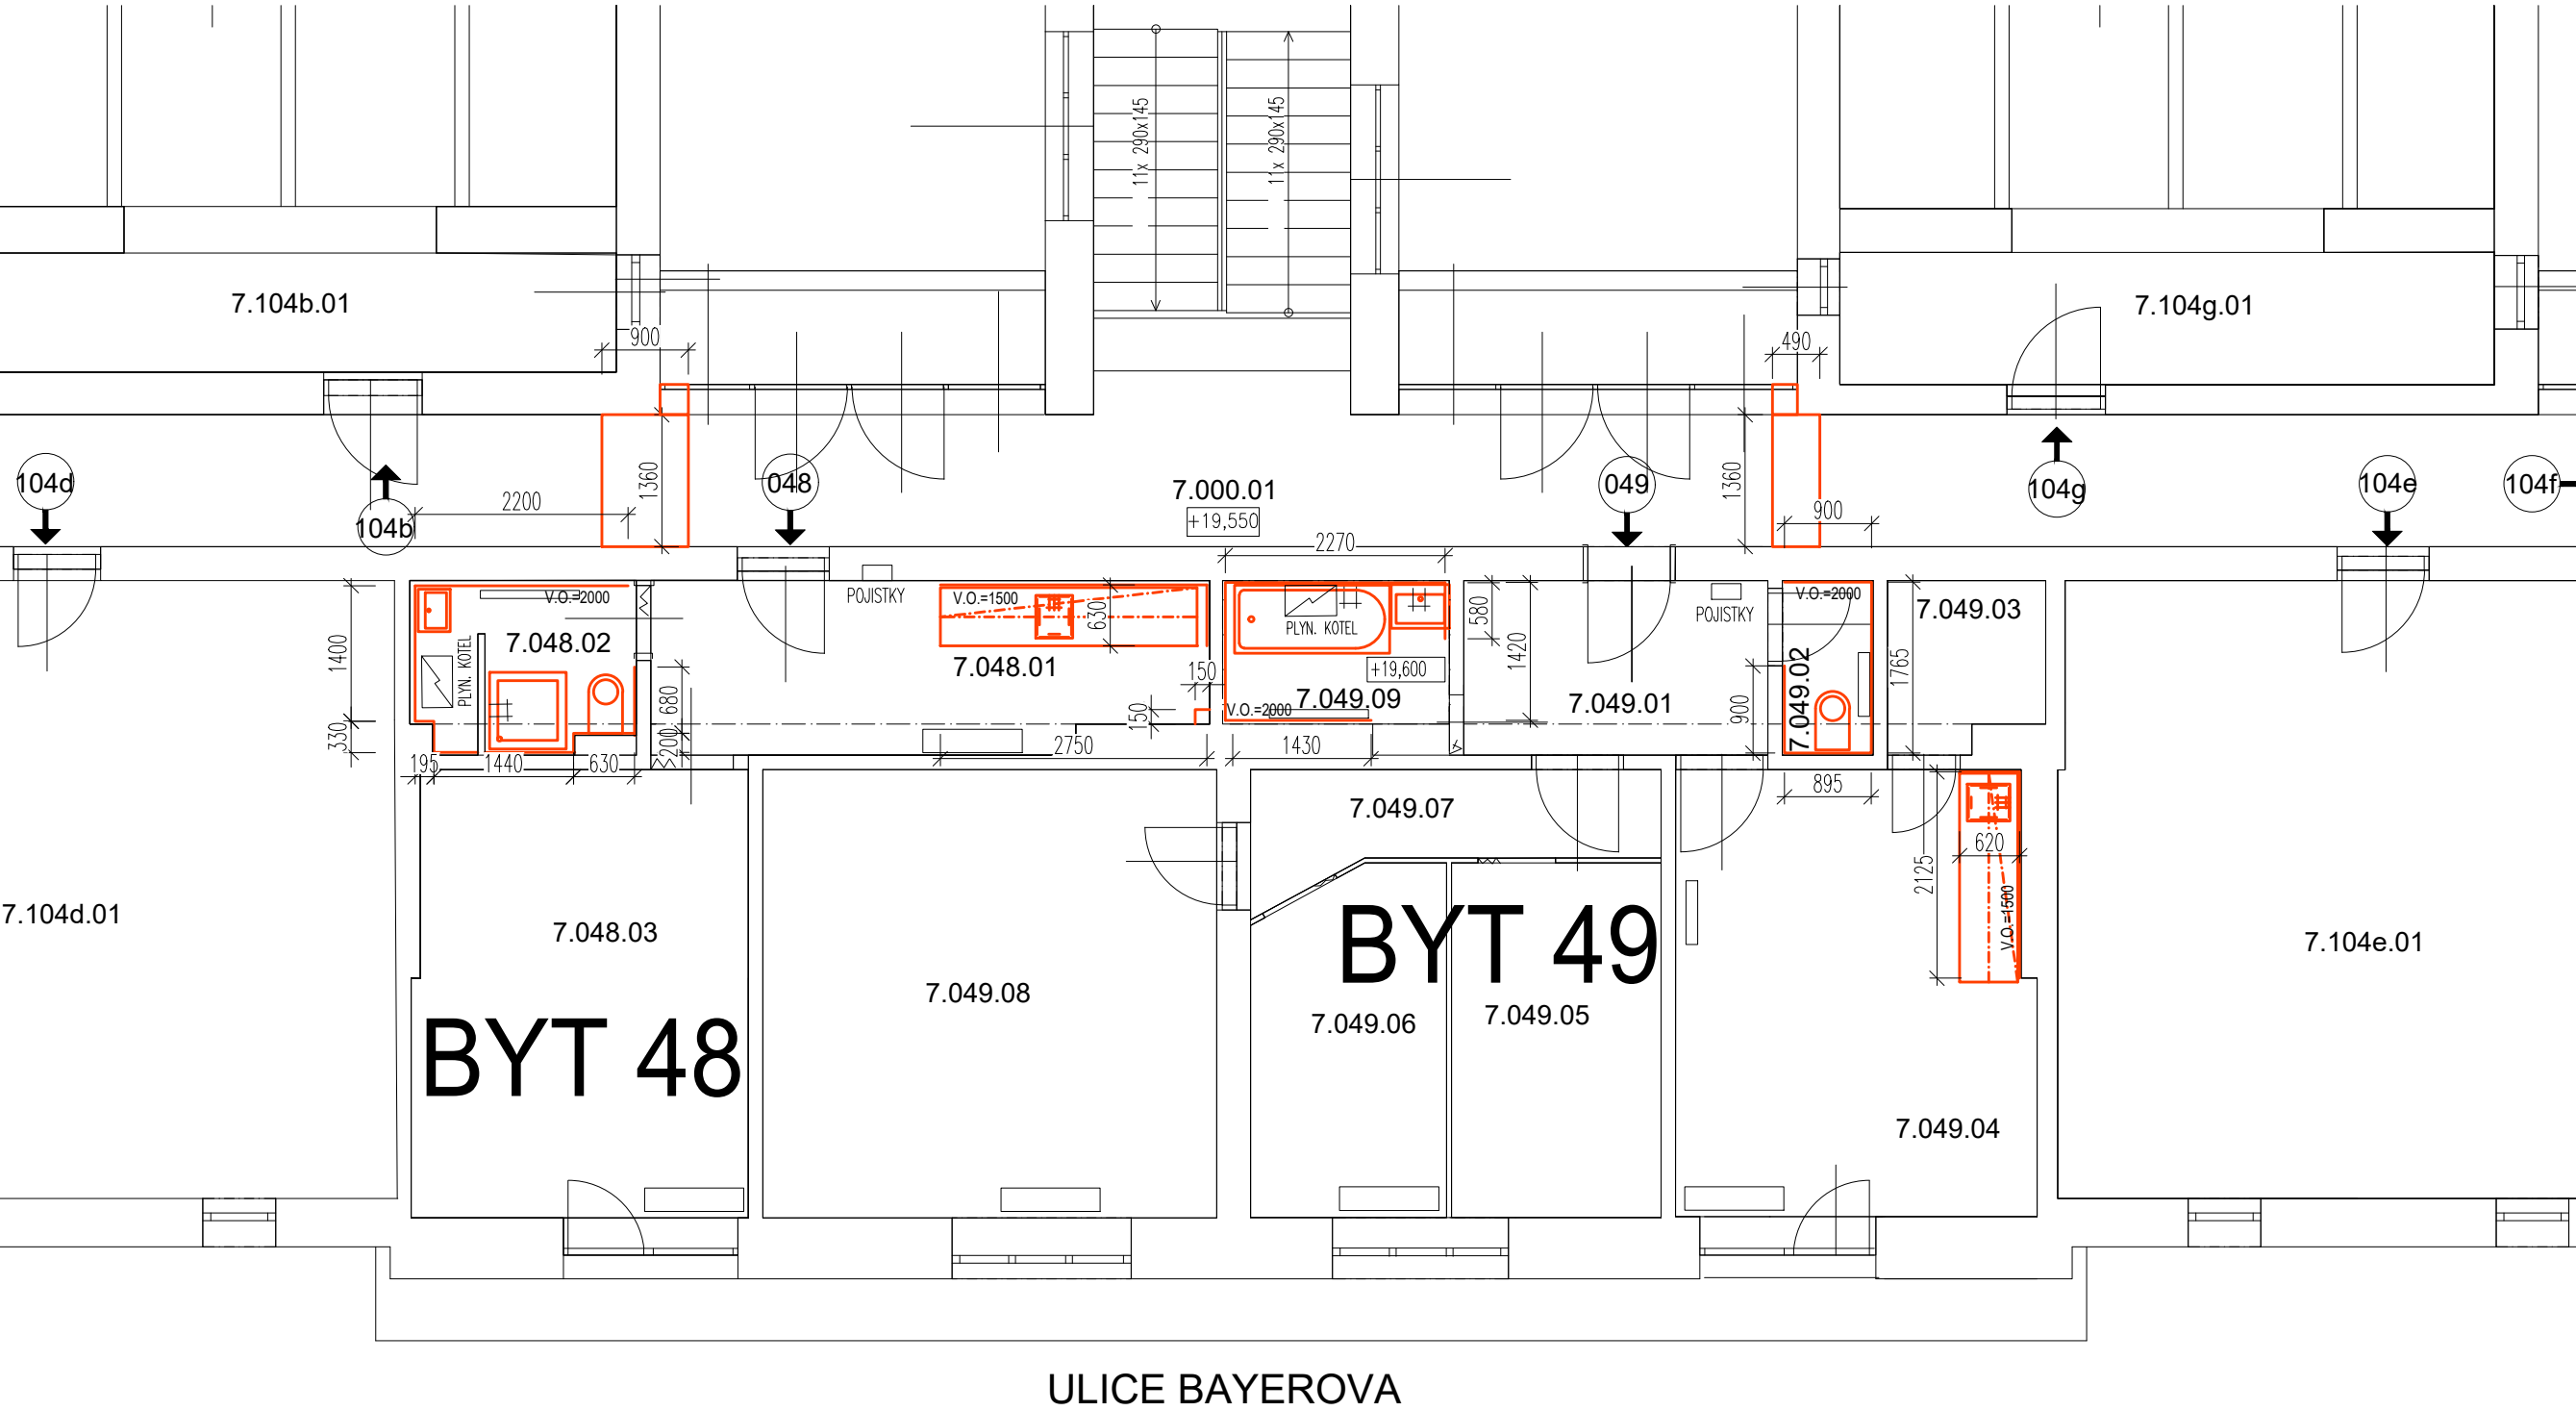 11x 290x145
11x 290x145
7.104b.01
7.104g.01
900
490
104d
104b
2200
1360
048
7.000.01
+19,550
049
1360
104g
900
104e
104f
2270
V.O.=2000
POJISTKY
V.O.=1500
630
PLYN. KOTEL
580
1420
POJISTKY
V.O.=2000
7.049.03
1400
330
PLYN. KOTEL
7.048.02
680
200
7.048.01
150
150
+19,600
7.049.09
V.O.=2000
7.049.01
900
7.049.02
1765
195
1440
630
2750
1430
895
7.049.07
620
2125
V.O.=1500
7.104d.01
7.048.03
7.049.08
BYT 49
7.049.06
7.049.05
7.104e.01
BYT 48
7.049.04
ULICE BAYEROVA